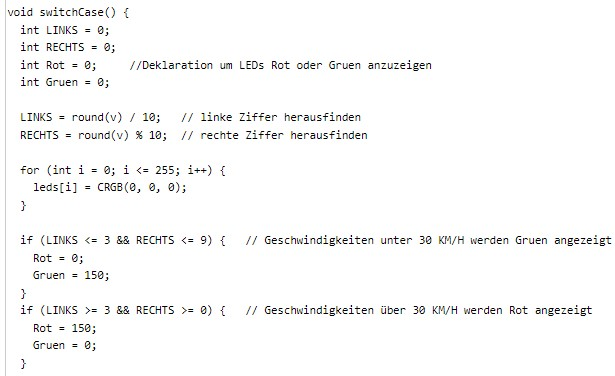 void switchCase() {
  int LINKS = 0;
  int RECHTS = 0;
  int Rot = 0;     //Deklaration um LEDs Rot oder Gruen anzuzeigen
  int Gruen = 0;

  LINKS = round(v) / 10;   // linke Ziffer herausfinden
  RECHTS = round(v) % 10;  // rechte Ziffer herausfinden

  for (int i = 0; i <= 255; i++) {
    leds[i] = CRGB(0, 0, 0);
  }

  if (LINKS <= 3 && RECHTS <= 9) {   // Geschwindigkeiten unter 30 KM/H werden Gruen angezeigt
    Rot = 0;
    Gruen = 150;
  }
  if (LINKS >= 3 && RECHTS >= 0) {   // Geschwindigkeiten über 30 KM/H werden Rot angezeigt
    Rot = 150;
    Gruen = 0;
  }